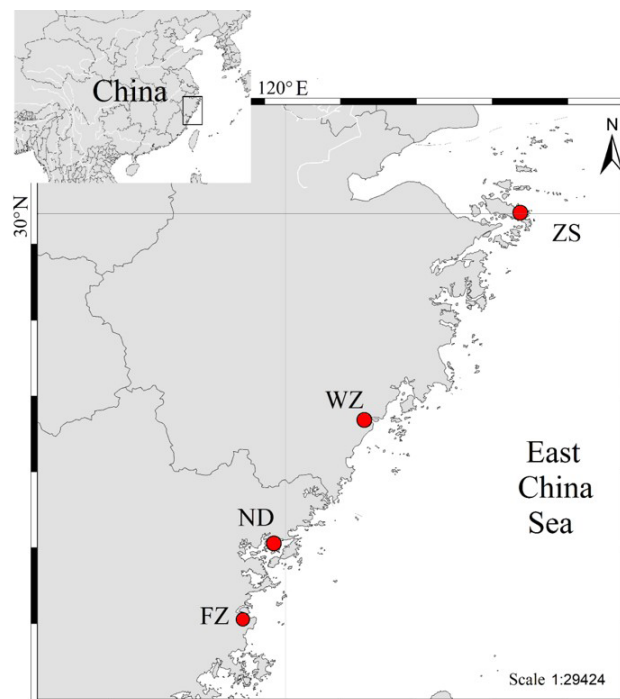 China
120°E
N
30°N
ZS
WZ
East
China
Sea
ND
FZ
Scale 1:29424